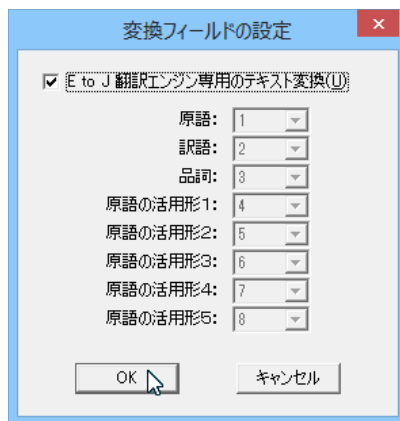 変換フィールドの設定
×
E to J 翻訳エンジン専用のテキスト変換(U)
原語: 1
訳語: 2
品詞: 3
原語の活用形1: 4
原語の活用形2: 5
原語の活用形3: 6
原語の活用形4: 7
原語の活用形5: 8
OK キャンセル